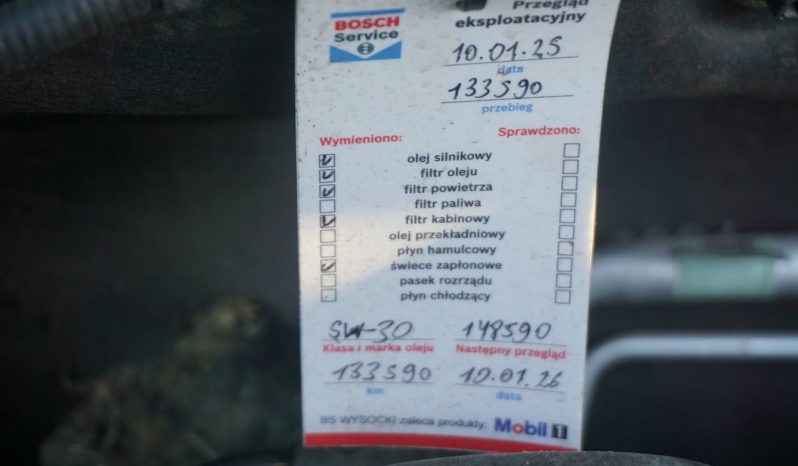 BOSCH
Service
Przegląd
eksploatacyjny
10.01.25
data
133590
przebieg
Wymieniono:
Sprawdzono:
olej silnikowy
filtr oleju
filtr powietrza
filtr paliwa
filtr kabinowy
olej przekładniowy
płyn hamulcowy
świece zapłonowe
pasek rozrządu
płyn chłodzący
5W-30 148590
Klasa i marka oleju Następny przegląd
133590 10.01.26
km data
BS WYSOCKI zaleca produkty: Mobil 1